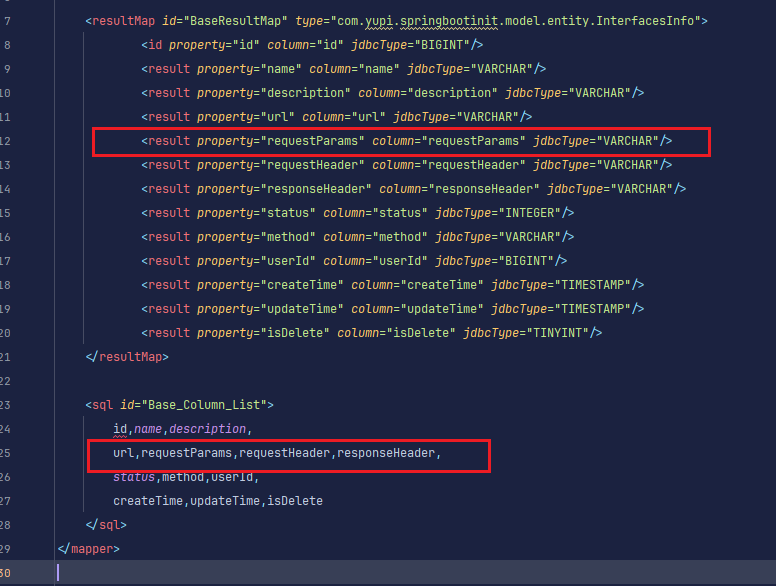 7 <resultMap id="BaseResultMap" type="com.yupi.springbootinit.model.entity.InterfacesInfo">
8 <id property="id" column="id" jdbcType="BIGINT"/>
9 <result property="name" column="name" jdbcType="VARCHAR"/>
10 <result property="description" column="description" jdbcType="VARCHAR"/>
11 <result property="url" column="url" jdbcType="VARCHAR"/>
12 <result property="requestParams" column="requestParams" jdbcType="VARCHAR"/>
13 <result property="requestHeader" column="requestHeader" jdbcType="VARCHAR"/>
14 <result property="responseHeader" column="responseHeader" jdbcType="VARCHAR"/>
15 <result property="status" column="status" jdbcType="INTEGER"/>
16 <result property="method" column="method" jdbcType="VARCHAR"/>
17 <result property="userId" column="userId" jdbcType="BIGINT"/>
18 <result property="createTime" column="createTime" jdbcType="TIMESTAMP"/>
19 <result property="updateTime" column="updateTime" jdbcType="TIMESTAMP"/>
20 <result property="isDelete" column="isDelete" jdbcType="TINYINT"/>
21 </resultMap>
22
23 <sql id="Base_Column_List">
24 id,name,description,
25 url,requestParams,requestHeader,responseHeader,
26 status,method,userId,
27 createTime,updateTime,isDelete
28 </sql>
29 </mapper>
30